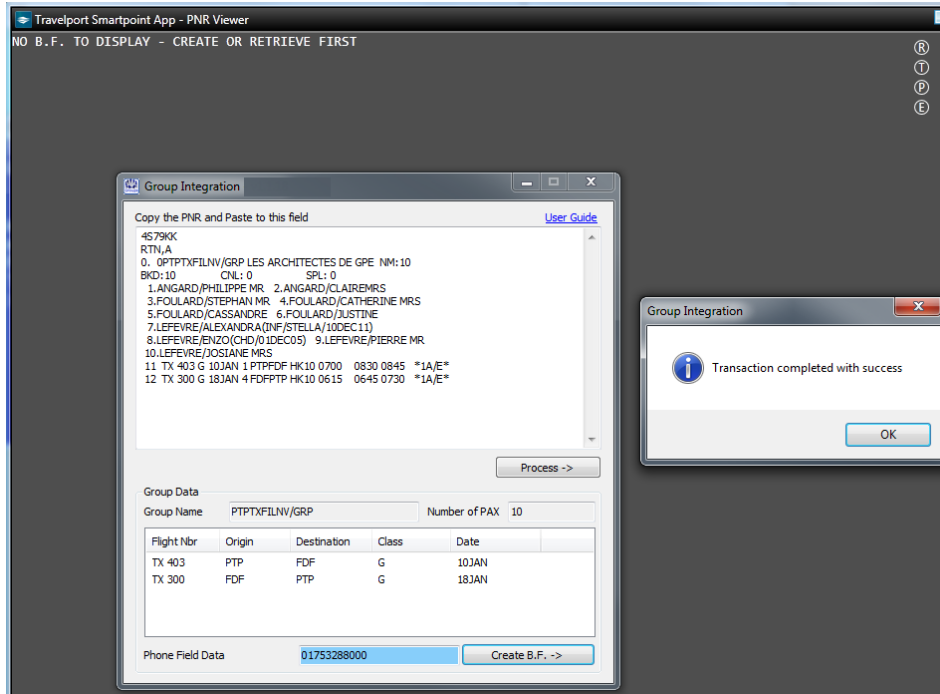 Travelport Smartpoint App - PNR Viewer
NO B.F. TO DISPLAY - CREATE OR RETRIEVE FIRST
R
T
P
E
Group Integration
Copy the PNR and Paste to this field User Guide
4S79KK
RTN,A
0. 0PTPTXFILNV/GRP LES ARCHITECTES DE GPE NM:10
BKD:10 CNL: 0 SPL: 0
1.ANGARD/PHILIPPE MR 2.ANGARD/CLAIREMRS
3.FOULARD/STEPHAN MR 4.FOULARD/CATHERINE MRS
5.FOULARD/CASSANDRE 6.FOULARD/JUSTINE
7.LEFEVRE/ALEXANDRA(INF/STELLA/10DEC11)
8.LEFEVRE/ENZO(CHD/01DEC05) 9.LEFEVRE/PIERRE MR
10.LEFEVRE/JOSIANE MRS
11 TX 403 G 10JAN 1 PTPFDF HK10 0700 0830 0845 *1A/E*
12 TX 300 G 18JAN 4 FDFPTP HK10 0615 0645 0730 *1A/E*
Process ->
Group Data
Group Name PTPTXFILNV/GRP Number of PAX 10
Flight Nbr Origin Destination Class Date
TX 403 PTP FDF G 10JAN
TX 300 FDF PTP G 18JAN
Phone Field Data 01753288000 Create B.F. ->
Group Integration
Transaction completed with success
OK